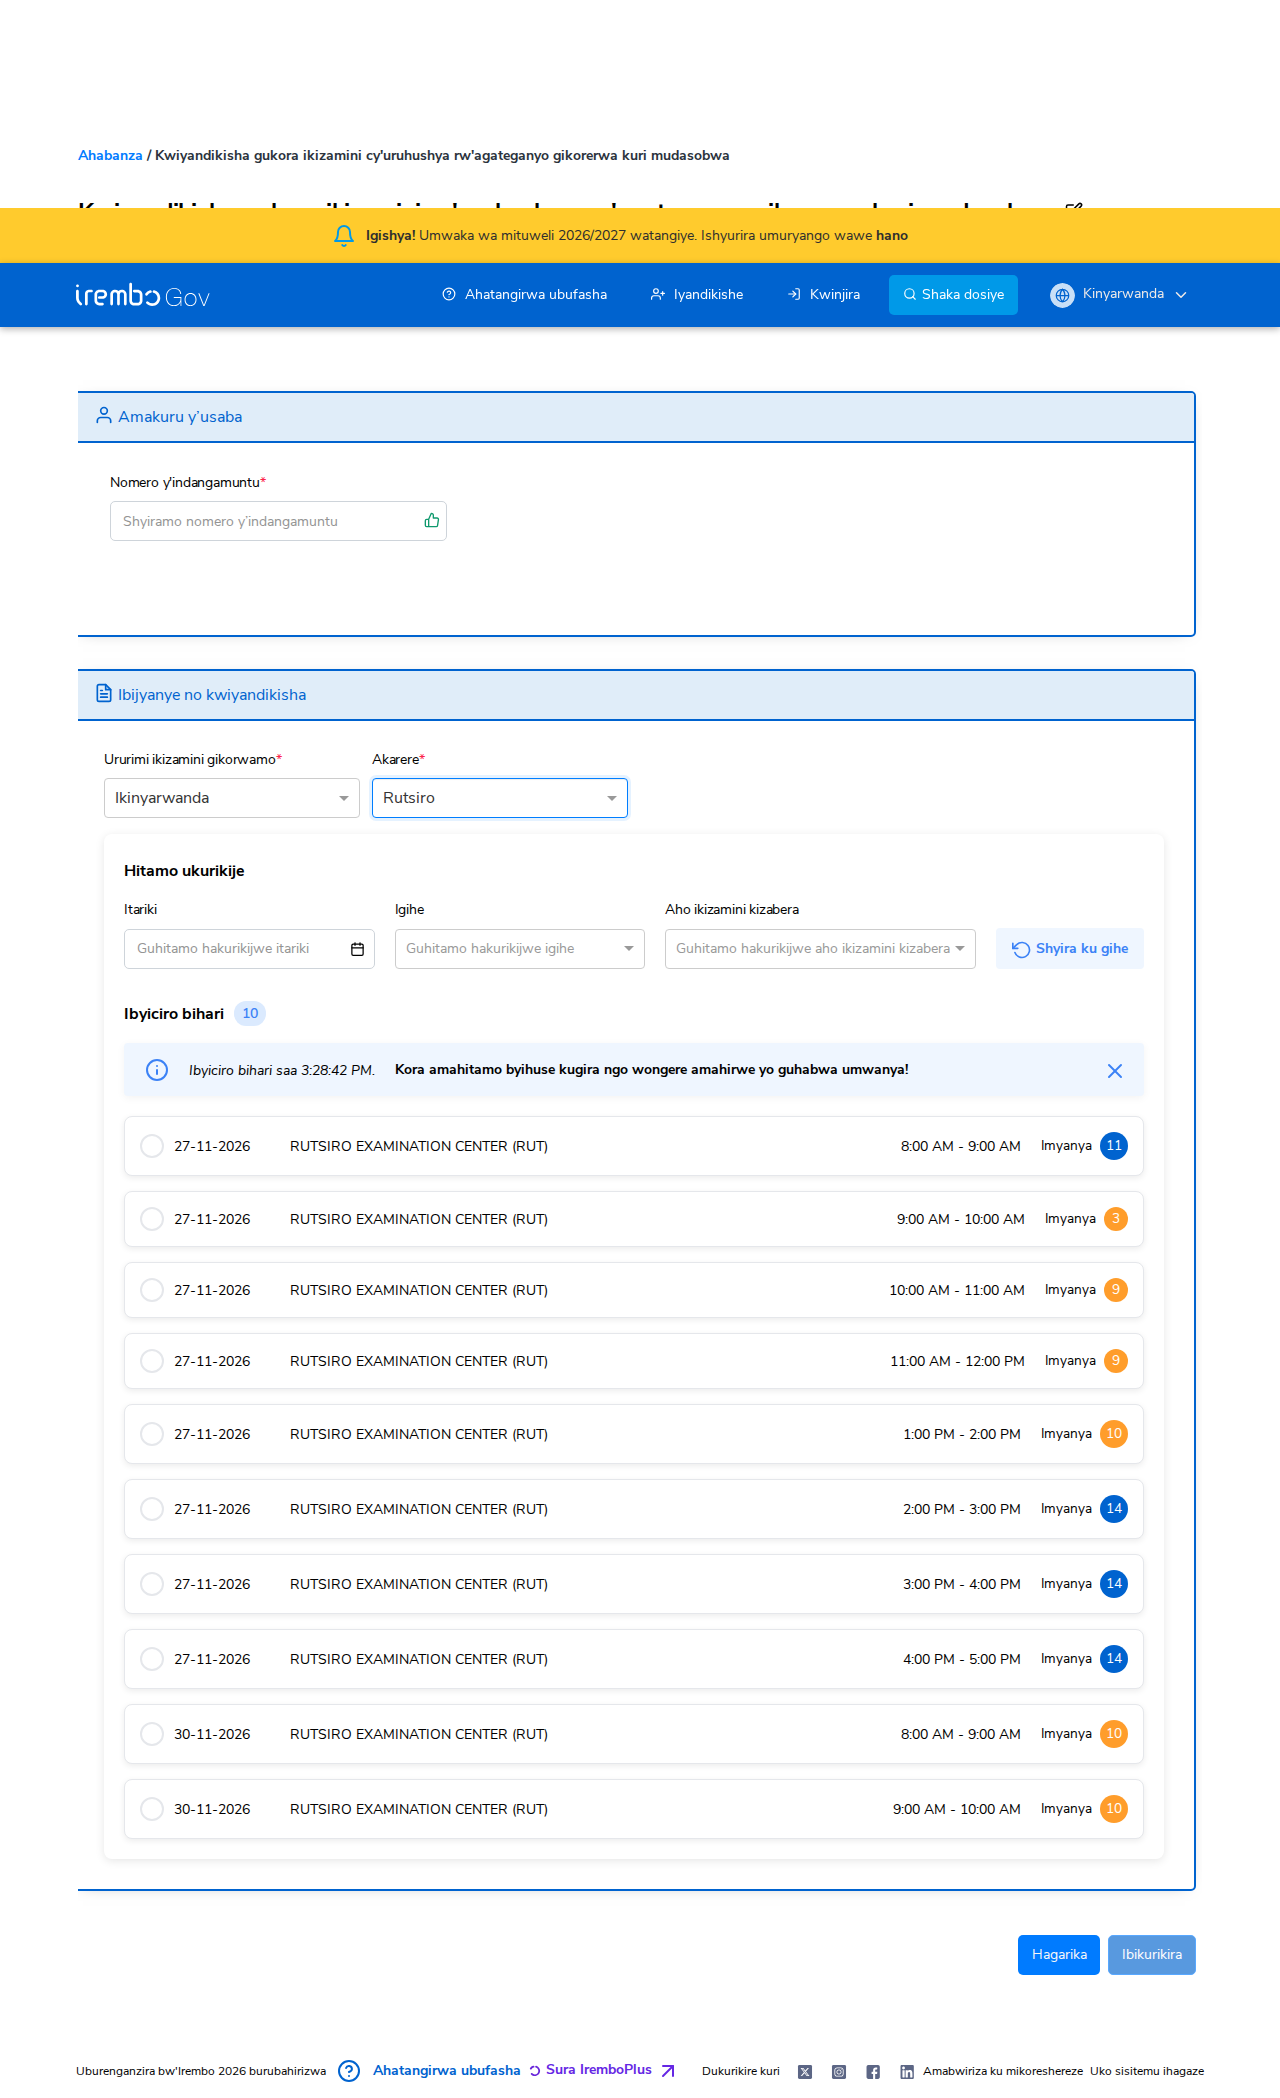 Ahabanza / Kwiyandikisha gukora ikizamini cy'uruhushya rw'agateganyo gikorerwa kuri mudasobwa
Igishya! Umwaka wa mituweli 2026/2027 watangiye. Ishyurira umuryango wawe hano
irembo Gov
Ahatangirwa ubufasha
Iyandikishe
Kwinjira
Shaka dosiye
Kinyarwanda
Amakuru y’usaba
Nomero y'indangamuntu*
Shyiramo nomero y'indangamuntu
Ibijyanye no kwiyandikisha
Ururimi ikizamini gikorwamo* Akarere*
Ikinyarwanda Rutsiro
Hitamo ukurikije
Itariki Igihe Aho ikizamini kizabera
Guhitamo hakurikijwe itariki Guhitamo hakurikijwe igihe Guhitamo hakurikijwe aho ikizamini kizabera Shyira ku gihe
Ibyiciro bihari 10
Ibyiciro bihari saa 3:28:42 PM. Kora amahitamo byihuse kugira ngo wongere amahirwe yo guhabwa umwanya!
27-11-2026 RUTSIRO EXAMINATION CENTER (RUT) 8:00 AM - 9:00 AM Imyanya 11
27-11-2026 RUTSIRO EXAMINATION CENTER (RUT) 9:00 AM - 10:00 AM Imyanya 3
27-11-2026 RUTSIRO EXAMINATION CENTER (RUT) 10:00 AM - 11:00 AM Imyanya 9
27-11-2026 RUTSIRO EXAMINATION CENTER (RUT) 11:00 AM - 12:00 PM Imyanya 9
27-11-2026 RUTSIRO EXAMINATION CENTER (RUT) 1:00 PM - 2:00 PM Imyanya 10
27-11-2026 RUTSIRO EXAMINATION CENTER (RUT) 2:00 PM - 3:00 PM Imyanya 14
27-11-2026 RUTSIRO EXAMINATION CENTER (RUT) 3:00 PM - 4:00 PM Imyanya 14
27-11-2026 RUTSIRO EXAMINATION CENTER (RUT) 4:00 PM - 5:00 PM Imyanya 14
30-11-2026 RUTSIRO EXAMINATION CENTER (RUT) 8:00 AM - 9:00 AM Imyanya 10
30-11-2026 RUTSIRO EXAMINATION CENTER (RUT) 9:00 AM - 10:00 AM Imyanya 10
Hagarika Ibikurikira
Uburenganzira bw'Irembo 2026 burubahirizwa Ahatangirwa ubufasha Sura IremboPlus Dukurikire kuri Amabwiriza ku mikoreshereze Uko sisitemu ihagaze